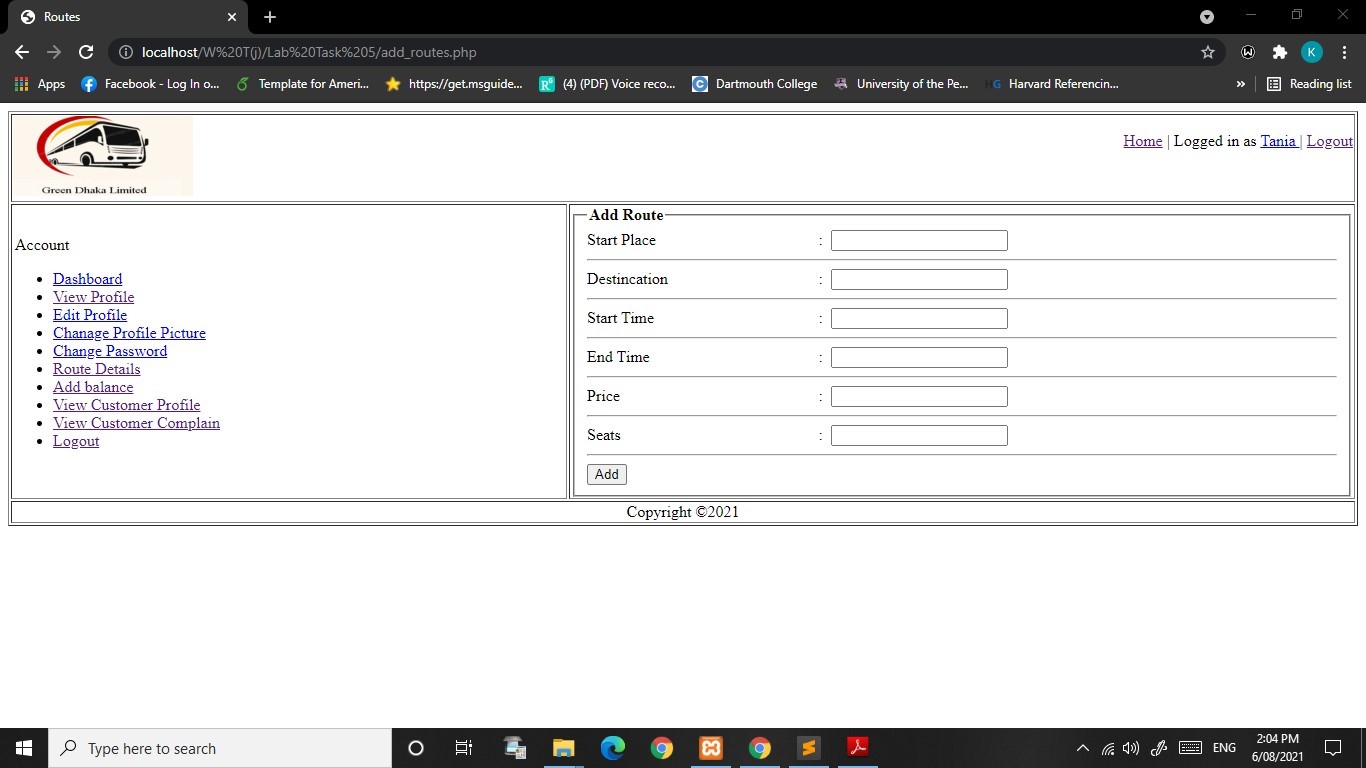 Routes
localhost/W%20T(j)/Lab%20Task%205/add_routes.php
K
Apps Facebook - Log In o... Template for Ameri... https://get.msguide... (4) (PDF) Voice reco... Dartmouth College University of the Pe... HG Harvard Referencin... » Reading list
Green Dhaka Limited
Home | Logged in as Tania | Logout
Account
Dashboard
View Profile
Edit Profile
Chanage Profile Picture
Change Password
Route Details
Add balance
View Customer Profile
View Customer Complain
Logout
Add Route
Start Place :
Destincation :
Start Time :
End Time :
Price :
Seats :
Add
Copyright ©2021
Type here to search
ENG
2:04 PM
6/08/2021